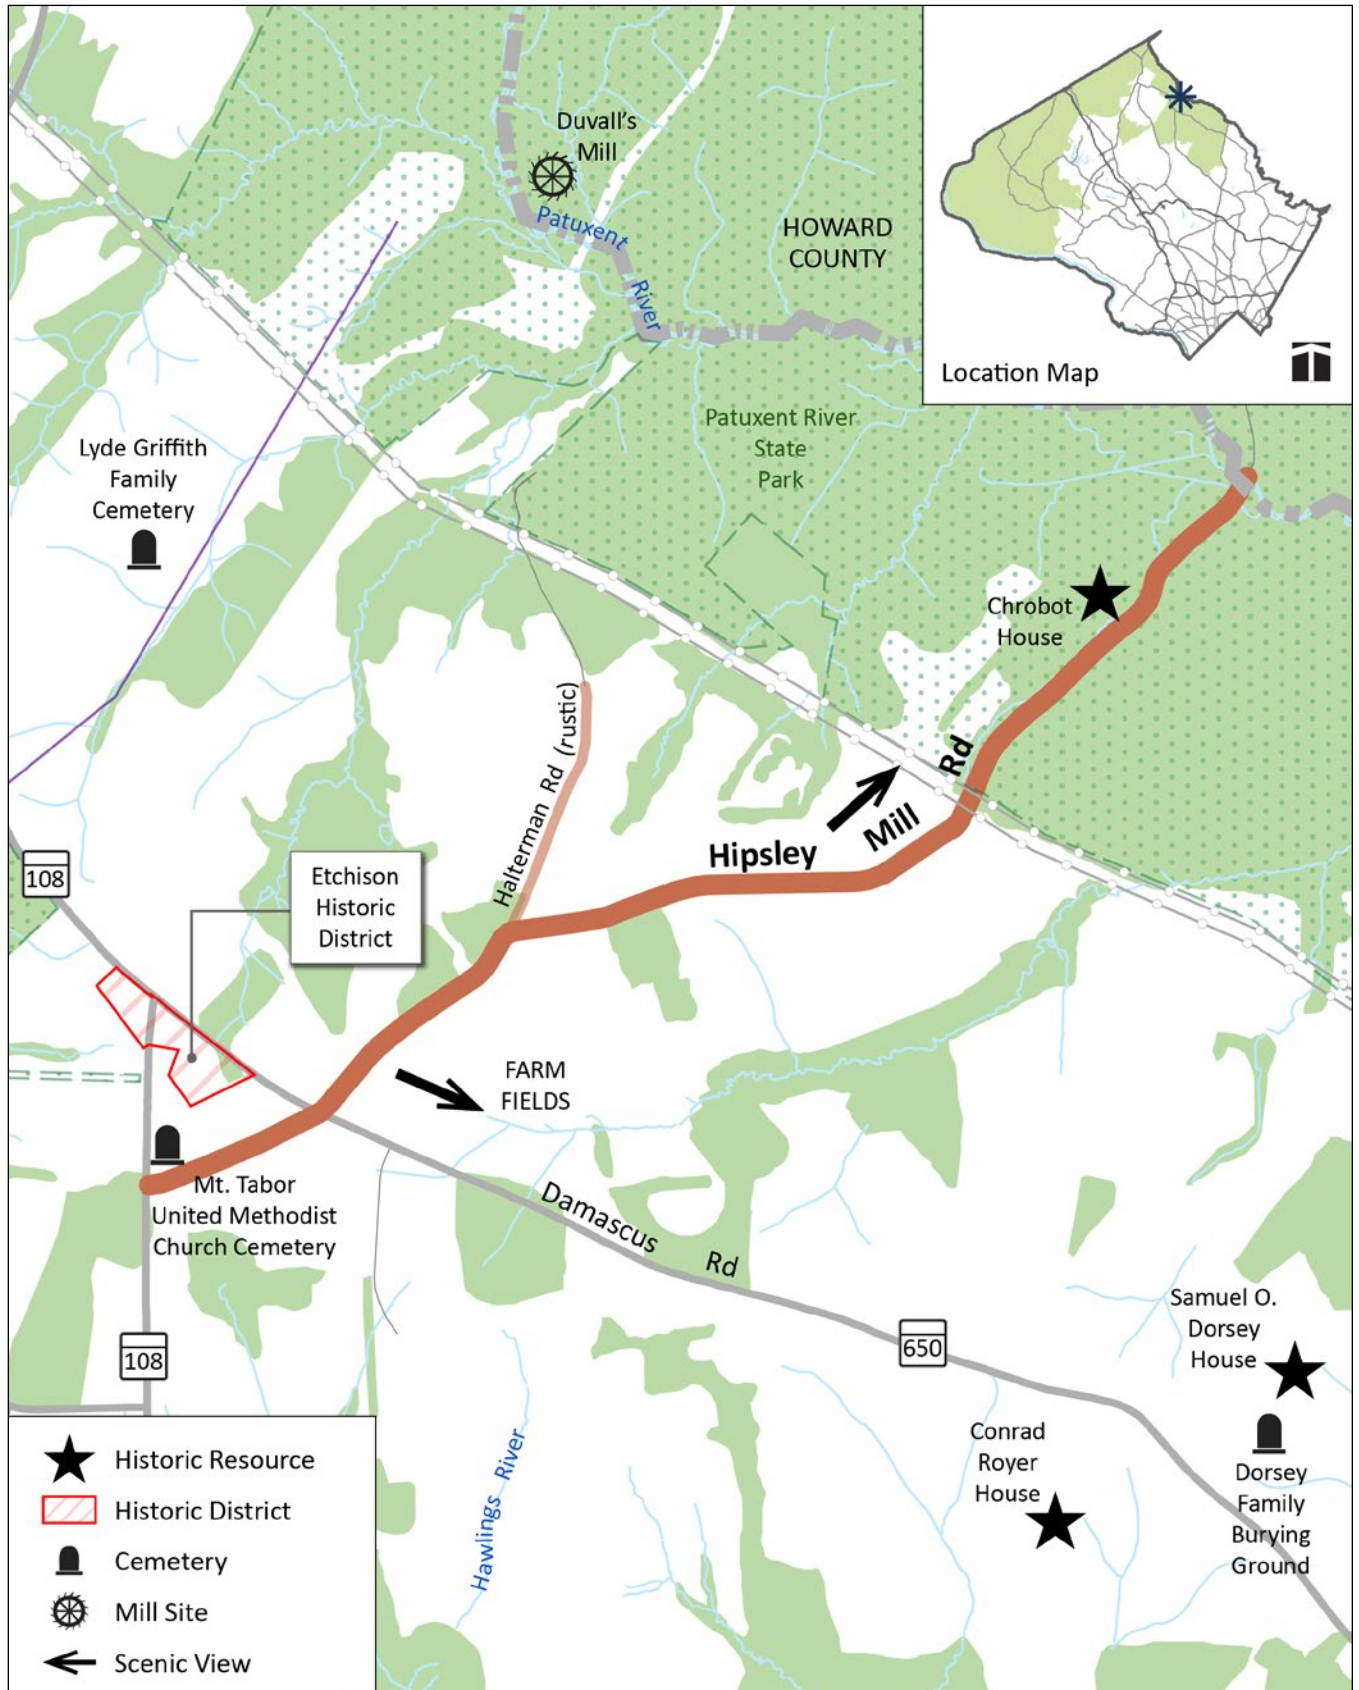 Duvall's
Mill
Patuxent
River
HOWARD
COUNTY
Location Map
Patuxent River
State
Park
Lyde Griffith
Family
Cemetery
Chrobot
House
Halterman Rd (rustic)
Hipsley Mill Rd
108
Etchison
Historic
District
FARM
FIELDS
Mt. Tabor
United Methodist
Church Cemetery
Damascus Rd
108
650
Samuel O.
Dorsey
House
Conrad
Royer
House
Dorsey
Family
Burying
Ground
Hawlings River
Historic Resource
Historic District
Cemetery
Mill Site
Scenic View